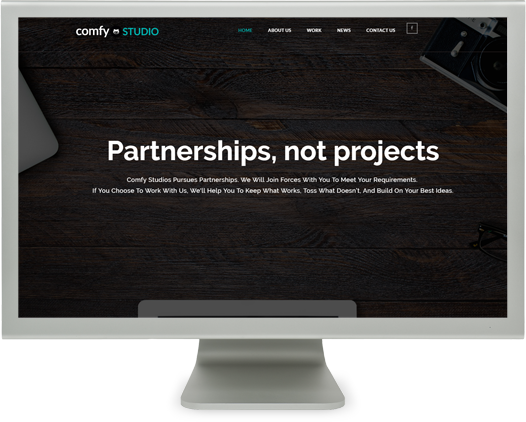 comfy STUDIO
HOME ABOUT US WORK NEWS CONTACT US f
Partnerships, not projects
Comfy Studios Pursues Partnerships. We Will Join Forces With You To Meet Your Requirements.
If You Choose To Work With Us, We'll Help You To Keep What Works, Toss What Doesn't, And Build On Your Best Ideas.